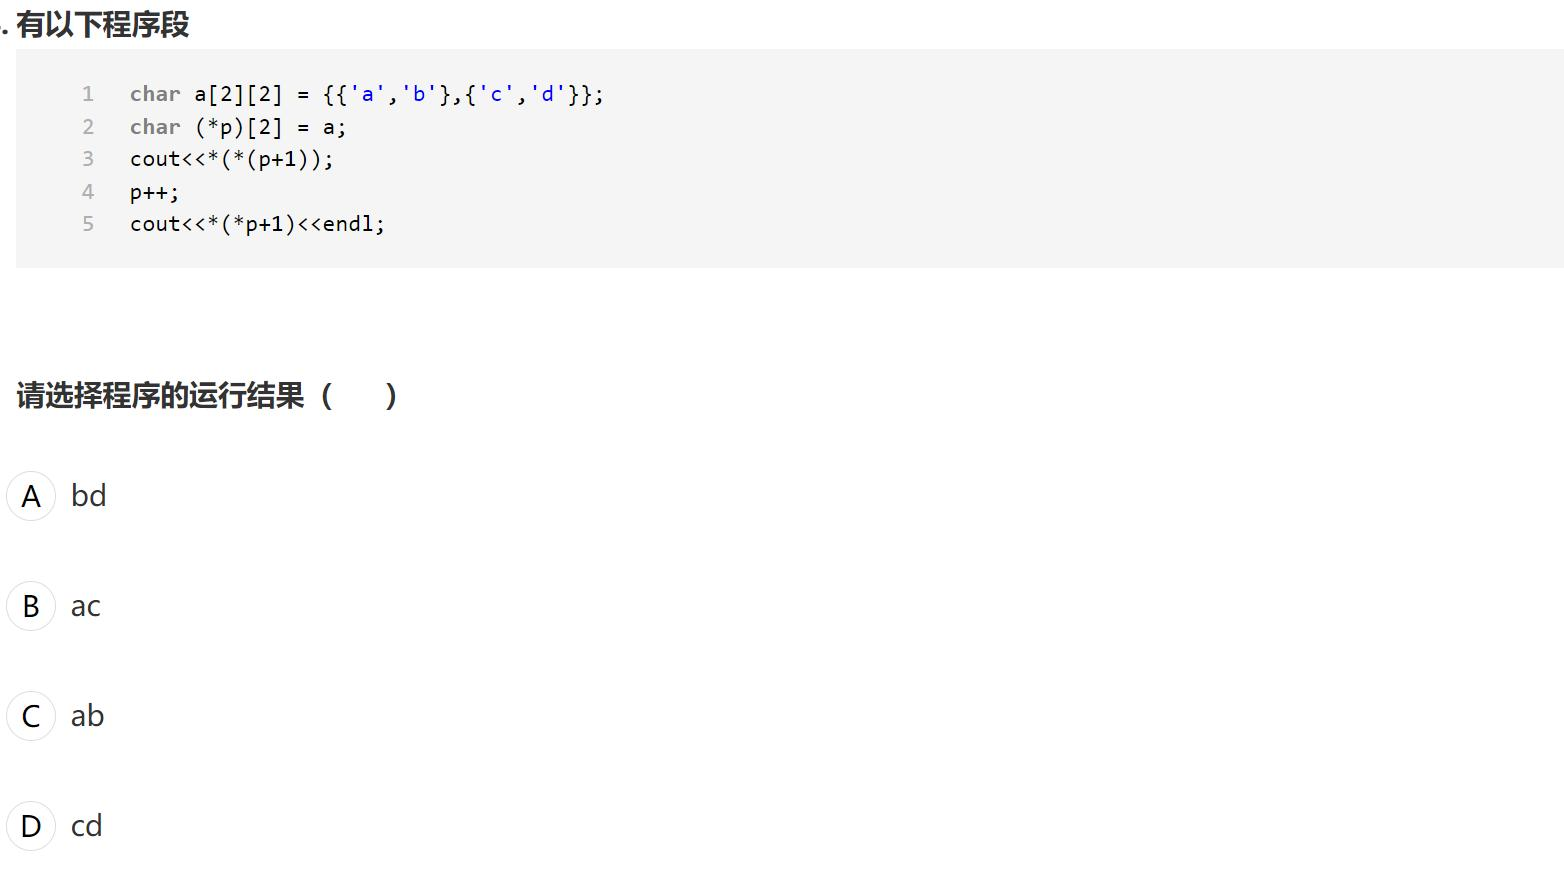 . 有以下程序段
1 char a[2][2] = {{'a','b'},{'c','d'}};
2 char (*p)[2] = a;
3 cout<<*(*(p+1));
4 p++;
5 cout<<*(*p+1)<<endl;
请选择程序的运行结果（ ）
A bd
B ac
C ab
D cd